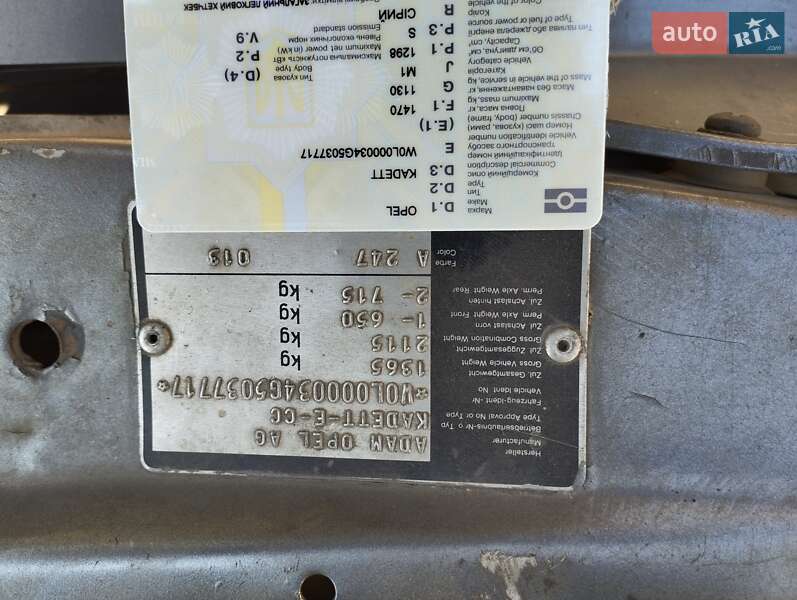 auto RIA.com
Марка D.1 OPEL
Make
Тип D.2
Type
Комерційний опис D.3 KADETT
Commercial description
Ідентифікаційний номер E W0L000034G5037717
транспортного засобу
Vehicle identification number
Номер шасі (кузова, рами) (E.1)
Chassis number (body, frame)
Повна маса, кг F.1 1470
Maximum mass, kg
Маса без навантаження, кг G 1130
Mass of the vehicle in service, kg
Категорія J M1
Vehicle category
Об'єм двигуна, см³ P.1 1298
Capacity, cm³
Тип пального або джерела енергії P.3 S
Type of fuel or power source
Колір R СІРИЙ
Color of the vehicle
ЗАГАЛЬНИЙ ЛЕГКОВИЙ ХЕТЧБЕК
Тип кузова (D.4)
Body type
Максимальна потужність кВт P.2
Maximum net power (in kW)
Рівень екологічних норм V.9
Emission standard
Hersteller ADAM OPEL AG
Manufacturer
Betriebserlaubnis-Nr o Typ KADETT-E-CC
Type Approval No or Type
Fahrzeug-Ident-Nr *W0L000034G5037717*
Vehicle Ident No
Zul. Gesamtgewicht 1365 kg
Gross Vehicle Weight
Zul. Zuggesamtgewicht 2115 kg
Gross Combination Weight
Zul. Achslast vorn 1- 650 kg
Perm. Axle Weight Front
Zul. Achslast hinten 2- 715 kg
Perm. Axle Weight Rear
Farbe A 247 013
Color